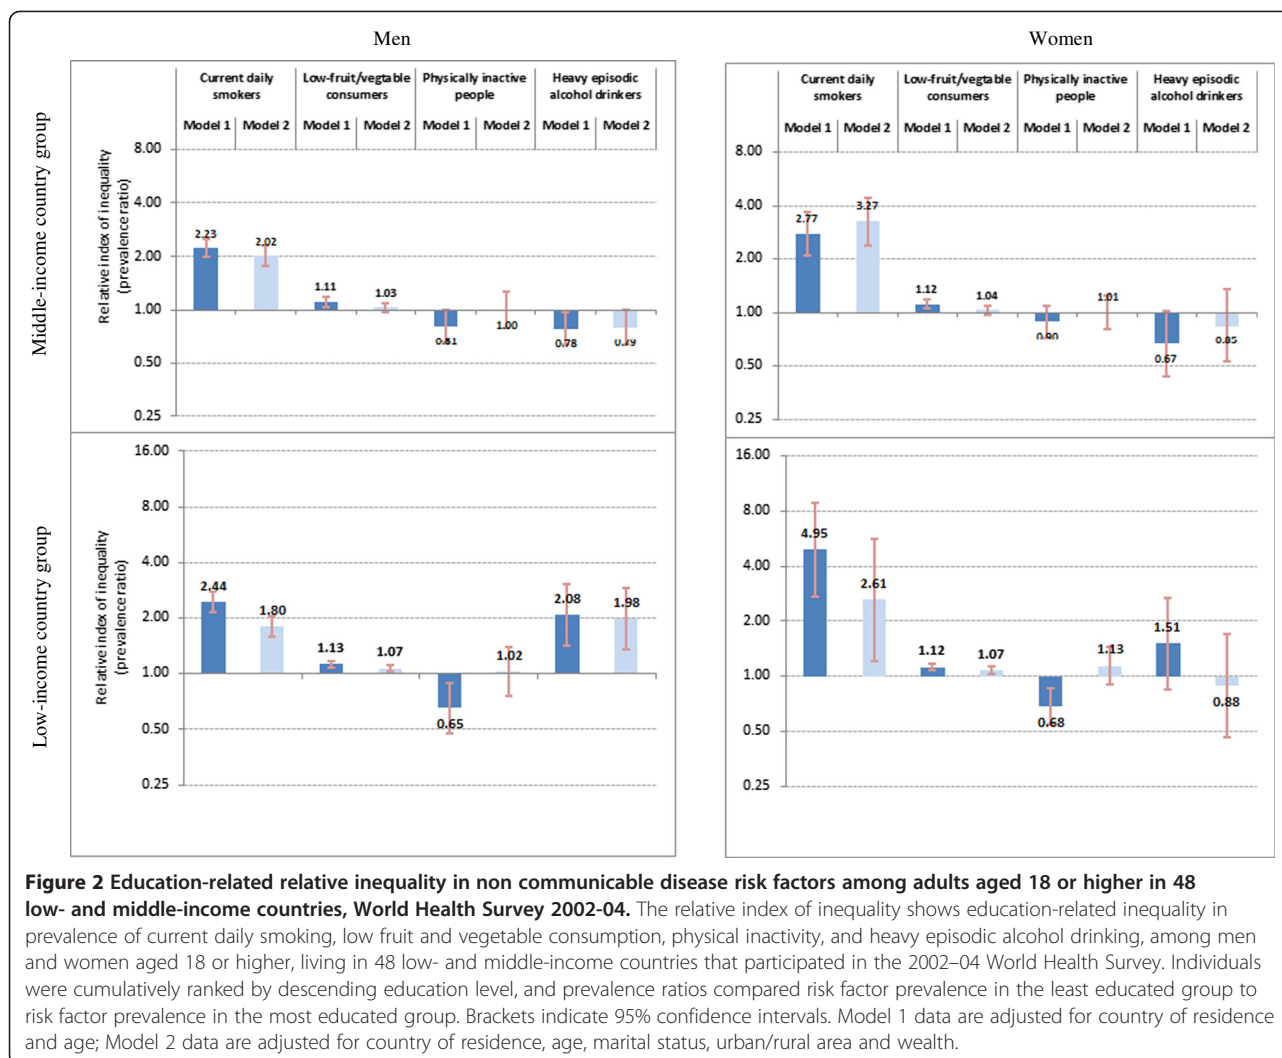 Men
Women
Middle-income country group
Current daily smokers
Low-fruit/vegtable consumers
Physically inactive people
Heavy episodic alcohol drinkers
Model 1 Model 2 Model 1 Model 2 Model 1 Model 2 Model 1 Model 2
Relative index of inequality
(prevalence ratio)
8.00
4.00
2.00
1.00
0.50
0.25
2.23
2.02
1.11
1.03
0.81
1.00
0.78
0.79
Current daily smokers
Low-fruit/vegtable consumers
Physically inactive people
Heavy episodic alcohol drinkers
Model 1 Model 2 Model 1 Model 2 Model 1 Model 2 Model 1 Model 2
8.00
4.00
2.00
1.00
0.50
0.25
2.77
3.27
1.12
1.04
0.90
1.01
0.67
0.85
Low-income country group
Relative index of inequality
(prevalence ratio)
16.00
8.00
4.00
2.00
1.00
0.50
0.25
2.44
1.80
1.13
1.07
0.65
1.02
2.08
1.98
16.00
8.00
4.00
2.00
1.00
0.50
0.25
4.95
2.61
1.12
1.07
0.68
1.13
1.51
0.88
Figure 2 Education-related relative inequality in non communicable disease risk factors among adults aged 18 or higher in 48
low- and middle-income countries, World Health Survey 2002-04. The relative index of inequality shows education-related inequality in
prevalence of current daily smoking, low fruit and vegetable consumption, physical inactivity, and heavy episodic alcohol drinking, among men
and women aged 18 or higher, living in 48 low- and middle-income countries that participated in the 2002–04 World Health Survey. Individuals
were cumulatively ranked by descending education level, and prevalence ratios compared risk factor prevalence in the least educated group to
risk factor prevalence in the most educated group. Brackets indicate 95% confidence intervals. Model 1 data are adjusted for country of residence
and age; Model 2 data are adjusted for country of residence, age, marital status, urban/rural area and wealth.